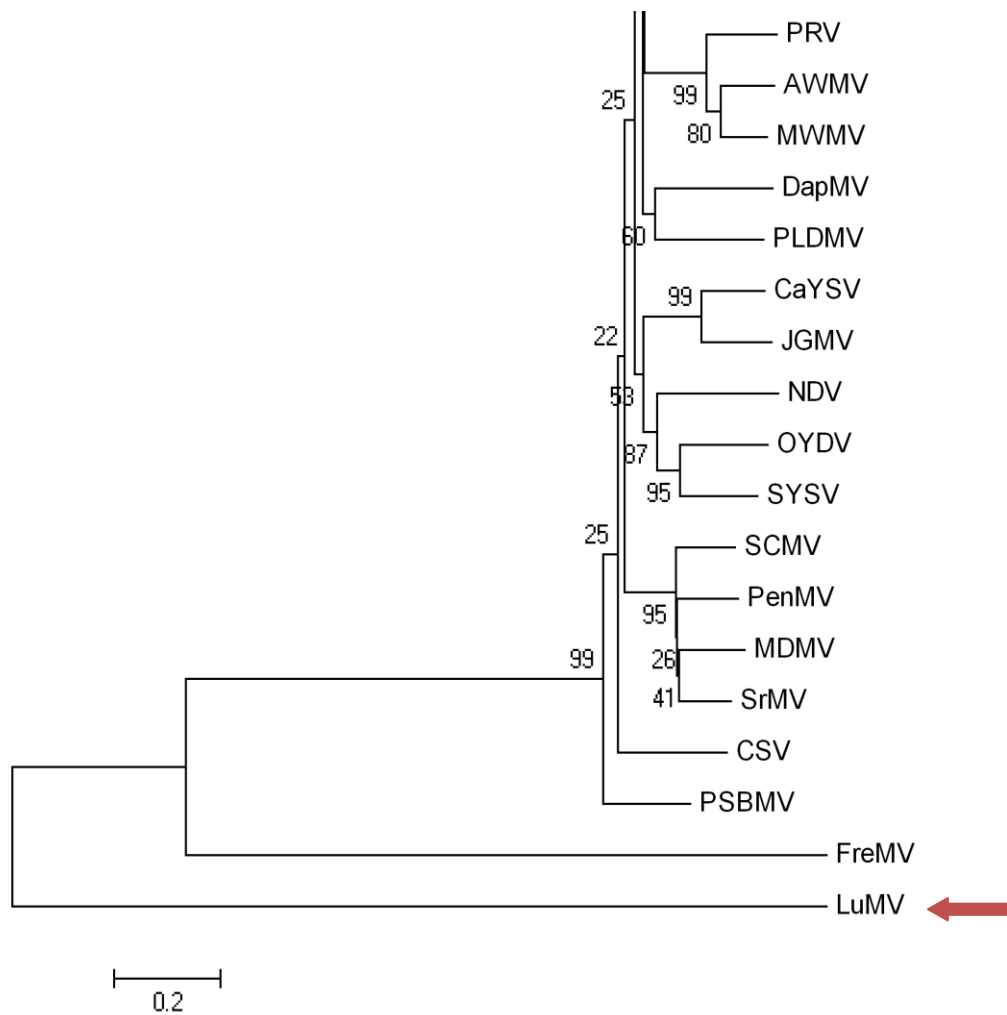 PRV
AWMV
25
99
MWMV
80
DapMV
60
PLDMV
CaYSV
99
JGMV
22
NDV
53
OYDV
87
SYSV
95
SCMV
25
PenMV
95
MDMV
99
26
SrMV
41
CSV
PSBMV
FreMV
LuMV
0.2